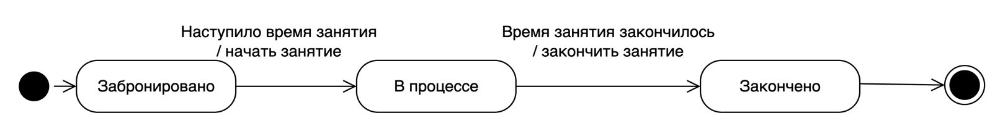 Наступило время занятия
/ начать занятие
Время занятия закончилось
/ закончить занятие
Забронировано
В процессе
Закончено